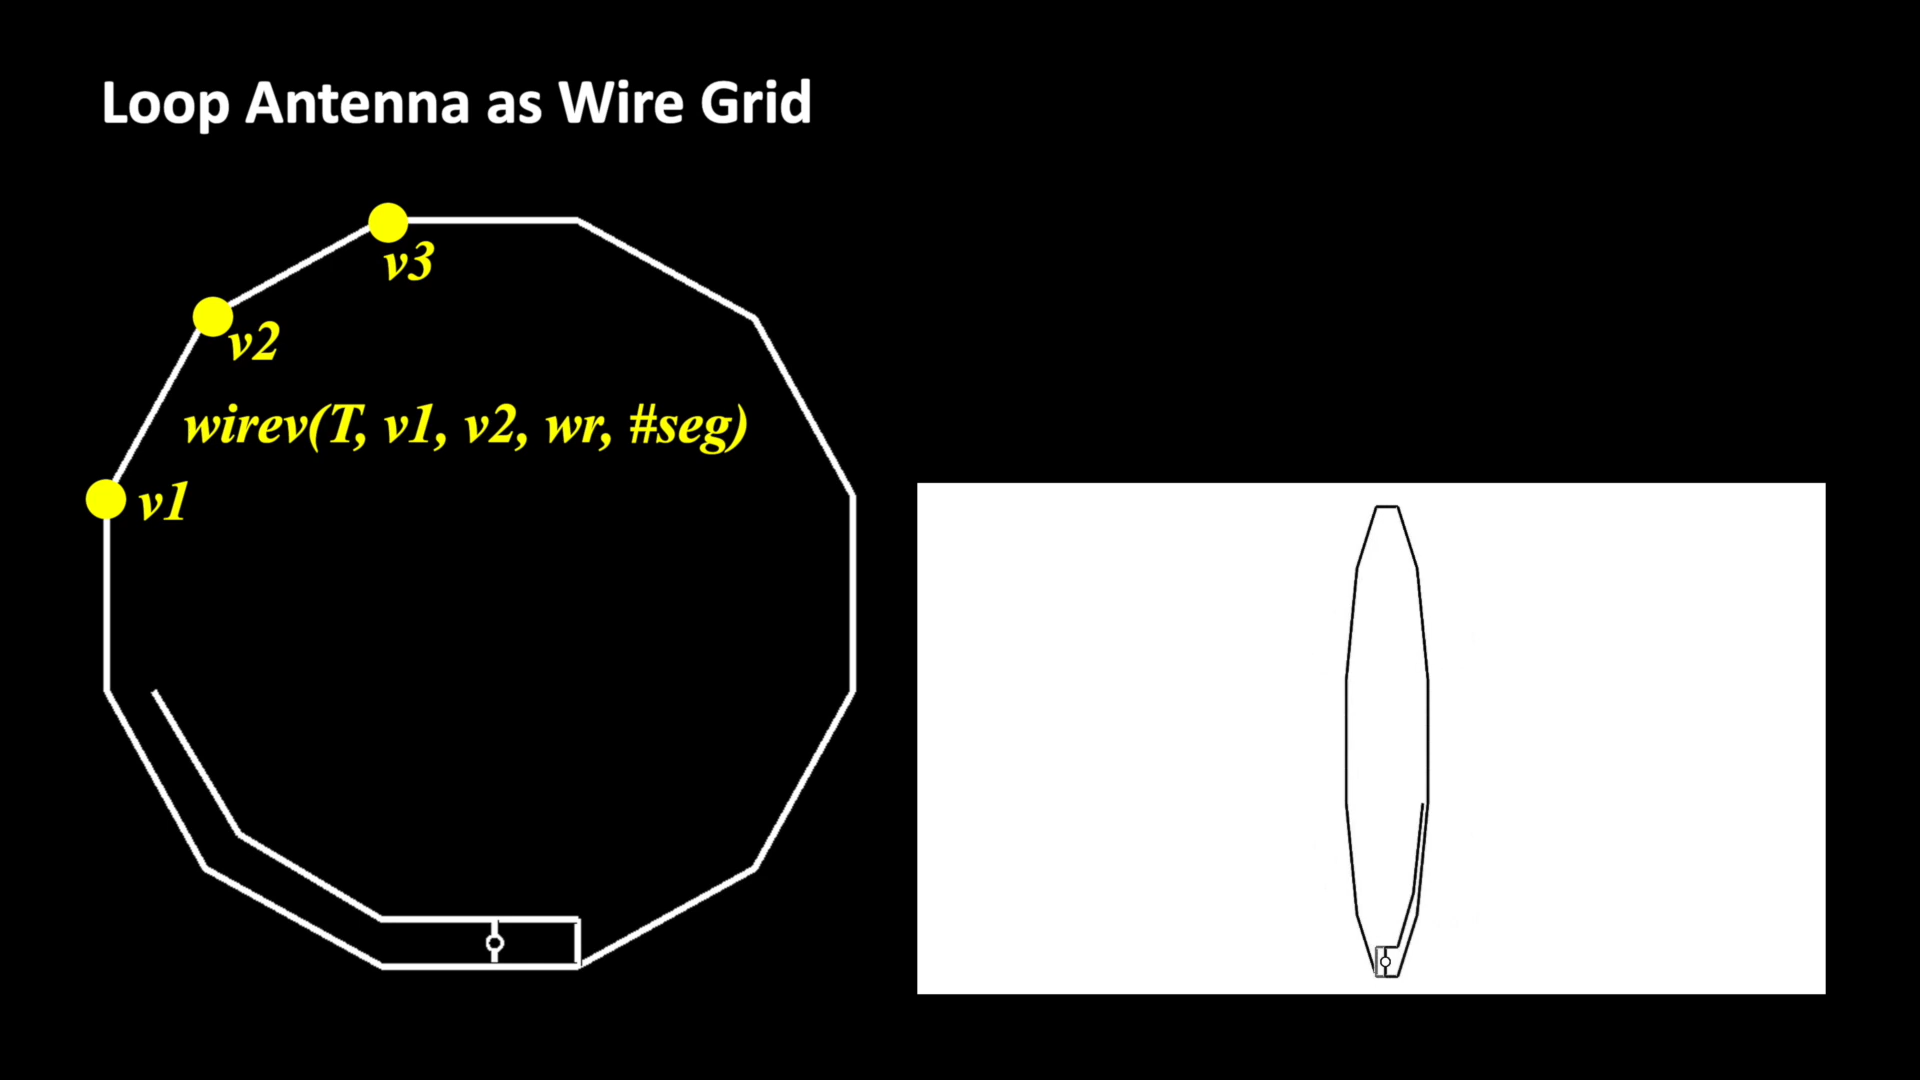 Loop Antenna as Wire Grid
v3
v2
wirev(T, v1, v2, wr, #seg)
v1